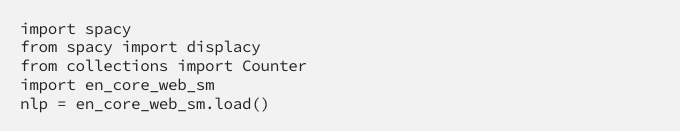 import spacy
from spacy import displacy
from collections import Counter
import en_core_web_sm
nlp = en_core_web_sm.load()